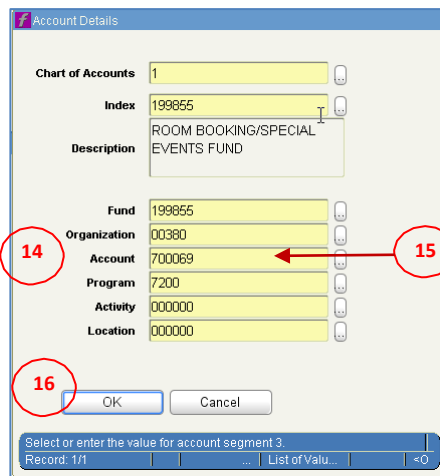 f Account Details
Chart of Accounts 1 ..
Index 199855 ..
Description ROOM BOOKING/SPECIAL
EVENTS FUND
Fund 199855 ..
14 Organization 00380 ..
Account 700069 .. 15
Program 7200 ..
Activity 000000 ..
Location 000000 ..
16
OK Cancel
Select or enter the value for account segment 3.
Record: 1/1 ... List of Valu... <O